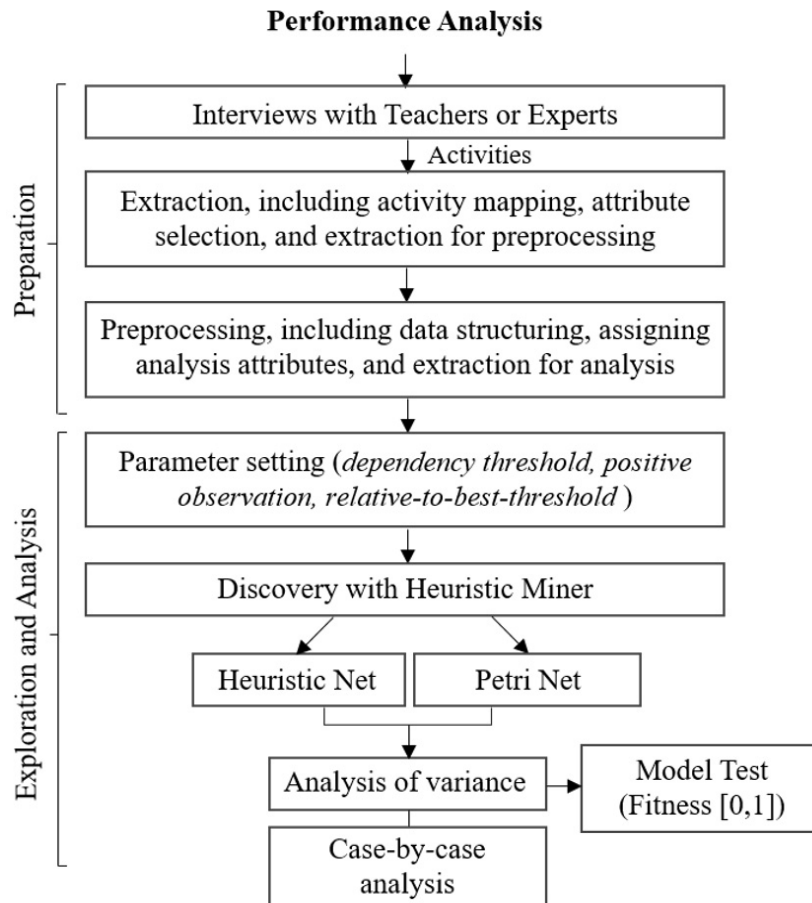 Performance Analysis
Interviews with Teachers or Experts
Activities
Preparation
Extraction, including activity mapping, attribute
selection, and extraction for preprocessing
Preprocessing, including data structuring, assigning
analysis attributes, and extraction for analysis
Exploration and Analysis
Parameter setting (dependency threshold, positive
observation, relative-to-best-threshold )
Discovery with Heuristic Miner
Heuristic Net
Petri Net
Analysis of variance
Model Test
(Fitness [0,1])
Case-by-case
analysis